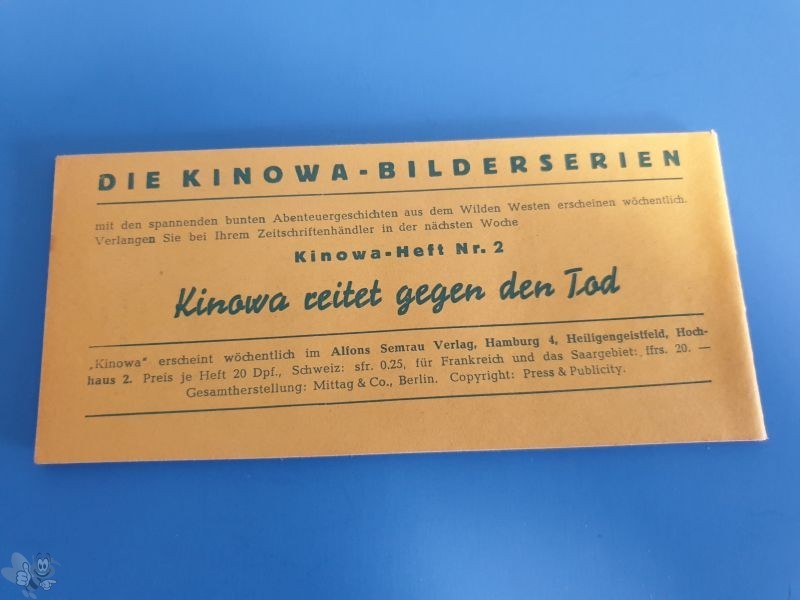 DIE KINOWA-BILDERSERIEN
mit den spannenden bunten Abenteuergeschichten aus dem Wilden Westen erscheinen wöchentlich.
Verlangen Sie bei Ihrem Zeitschriftenhändler in der nächsten Woche
Kinowa-Heft Nr. 2
Kinowa reitet gegen den Tod
„Kinowa“ erscheint wöchentlich im Alfons Semrau Verlag, Hamburg 4, Heiligengeistfeld, Hoch-
haus 2. Preis je Heft 20 Dpf., Schweiz: sfr. 0.25, für Frankreich und das Saargebiet: ffrs. 20. —
Gesamtherstellung: Mittag & Co., Berlin. Copyright: Press & Publicity.